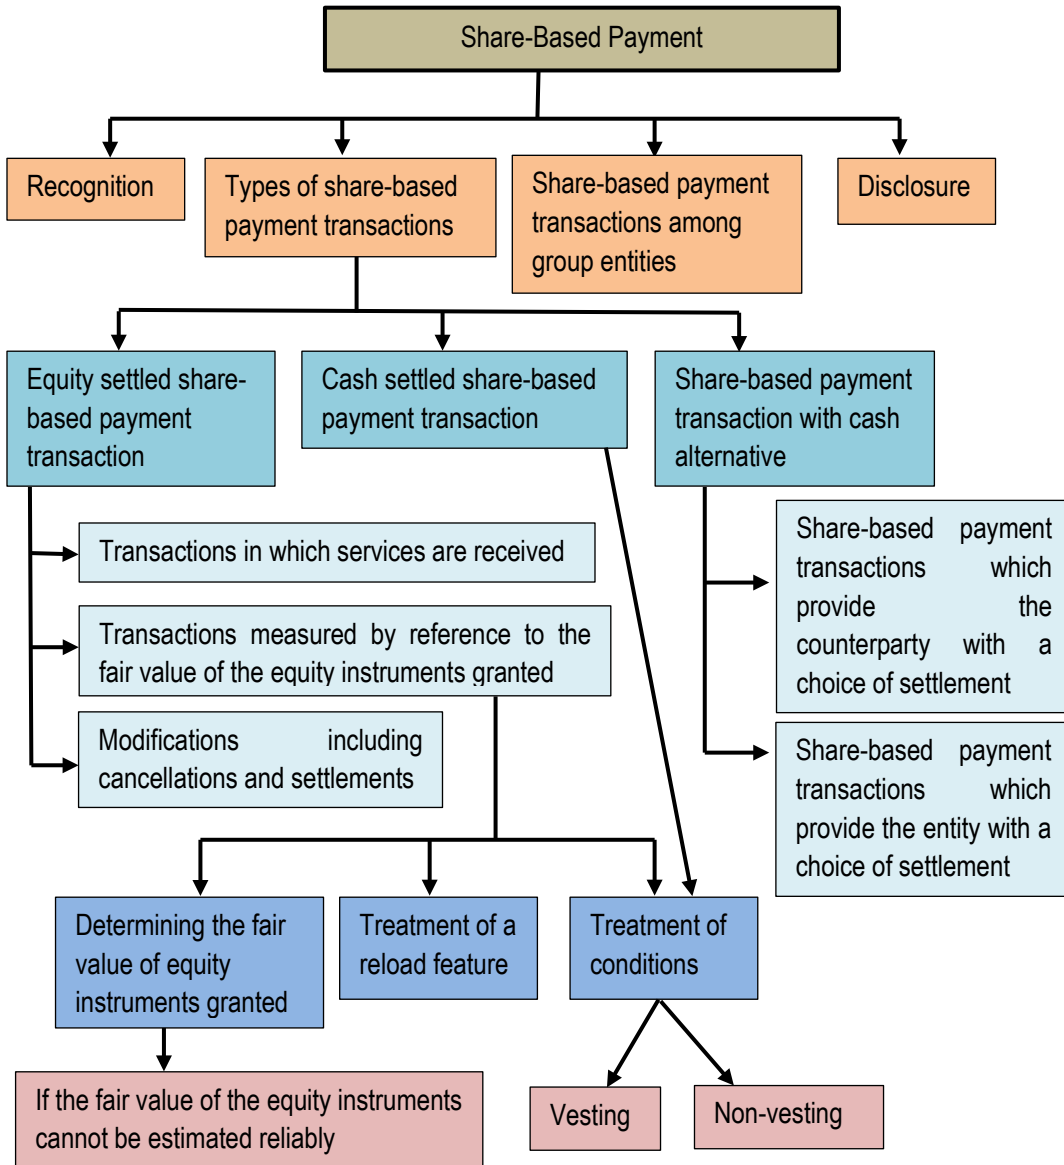 Share-Based Payment
Recognition
Types of share-based
payment transactions
Share-based payment
transactions among
group entities
Disclosure
Equity settled share-
based payment
transaction
Cash settled share-based
payment transaction
Share-based payment
transaction with cash
alternative
Transactions in which services are received
Transactions measured by reference to the
fair value of the equity instruments granted
Modifications including
cancellations and settlements
Share-based payment
transactions which
provide the
counterparty with a
choice of settlement
Share-based payment
transactions which
provide the entity with a
choice of settlement
Determining the fair
value of equity
instruments granted
Treatment of a
reload feature
Treatment of
conditions
If the fair value of the equity instruments
cannot be estimated reliably
Vesting
Non-vesting